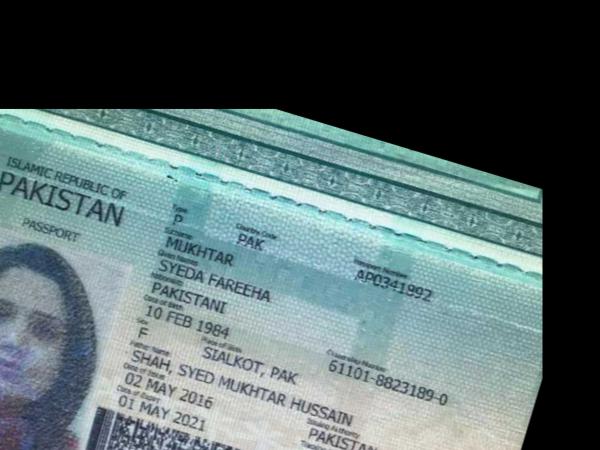 ISLAMIC REPUBLIC OF
PAKISTAN
PASSPORT
Type
P
Country Code
PAK
Passport Number
AP0341892
Surname
MUKHTAR
Given Names
SYEDA FAREEHA
Nationality
PAKISTANI
Date of Birth
10 FEB 1984
Sex
F
Place of Birth
SIALKOT, PAK
Citizenship Number
61101-8823189-0
Father Name
SHAH, SYED MUKHTAR HUSSAIN
Date of Issue
02 MAY 2016
Date of Expiry
01 MAY 2021
Issuing Authority
PAKISTAN